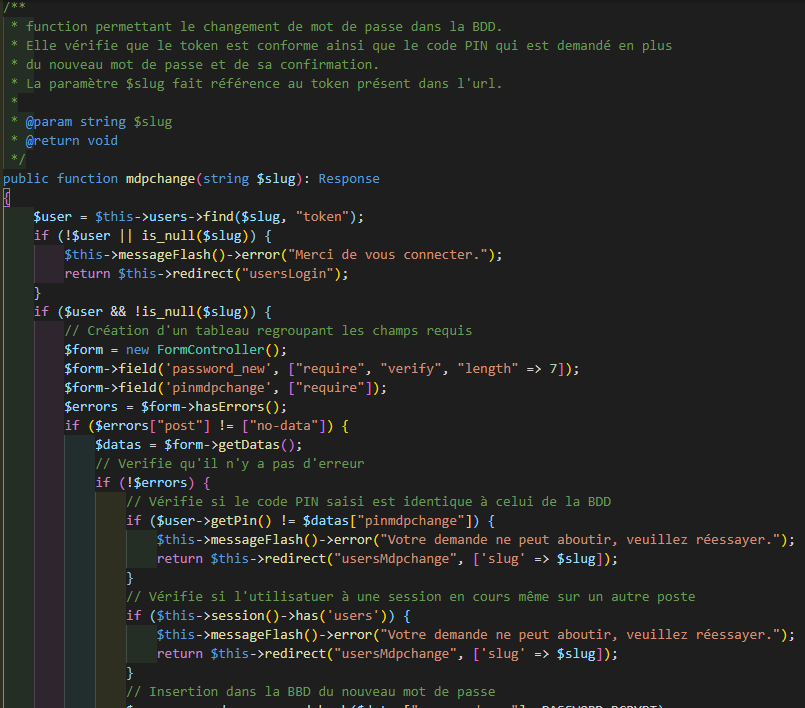 /**
 * function permettant le changement de mot de passe dans la BDD.
 * Elle vérifie que le token est conforme ainsi que le code PIN qui est demandé en plus
 * du nouveau mot de passe et de sa confirmation.
 * La paramètre $slug fait référence au token présent dans l'url.
 *
 * @param string $slug
 * @return void
 */
public function mdpchange(string $slug): Response
{
    $user = $this->users->find($slug, "token");
    if (!$user || is_null($slug)) {
        $this->messageFlash()->error("Merci de vous connecter.");
        return $this->redirect("usersLogin");
    }
    if ($user && !is_null($slug)) {
        // Création d'un tableau regroupant les champs requis
        $form = new FormController();
        $form->field('password_new', ["require", "verify", "length" => 7]);
        $form->field('pinmdpchange', ["require"]);
        $errors = $form->hasErrors();
        if ($errors["post"] != ["no-data"]) {
            $datas = $form->getDatas();
            // Verifie qu'il n'y a pas d'erreur
            if (!$errors) {
                // Vérifie si le code PIN saisi est identique à celui de la BDD
                if ($user->getPin() != $datas["pinmdpchange"]) {
                    $this->messageFlash()->error("Votre demande ne peut aboutir, veuillez réessayer.");
                    return $this->redirect("usersMdpchange", ['slug' => $slug]);
                }
                // Vérifie si l'utilisatuer à une session en cours même sur un autre poste
                if ($this->session()->has('users')) {
                    $this->messageFlash()->error("Votre demande ne peut aboutir, veuillez réessayer.");
                    return $this->redirect("usersMdpchange", ['slug' => $slug]);
                }
                // Insertion dans la BBD du nouveau mot de passe